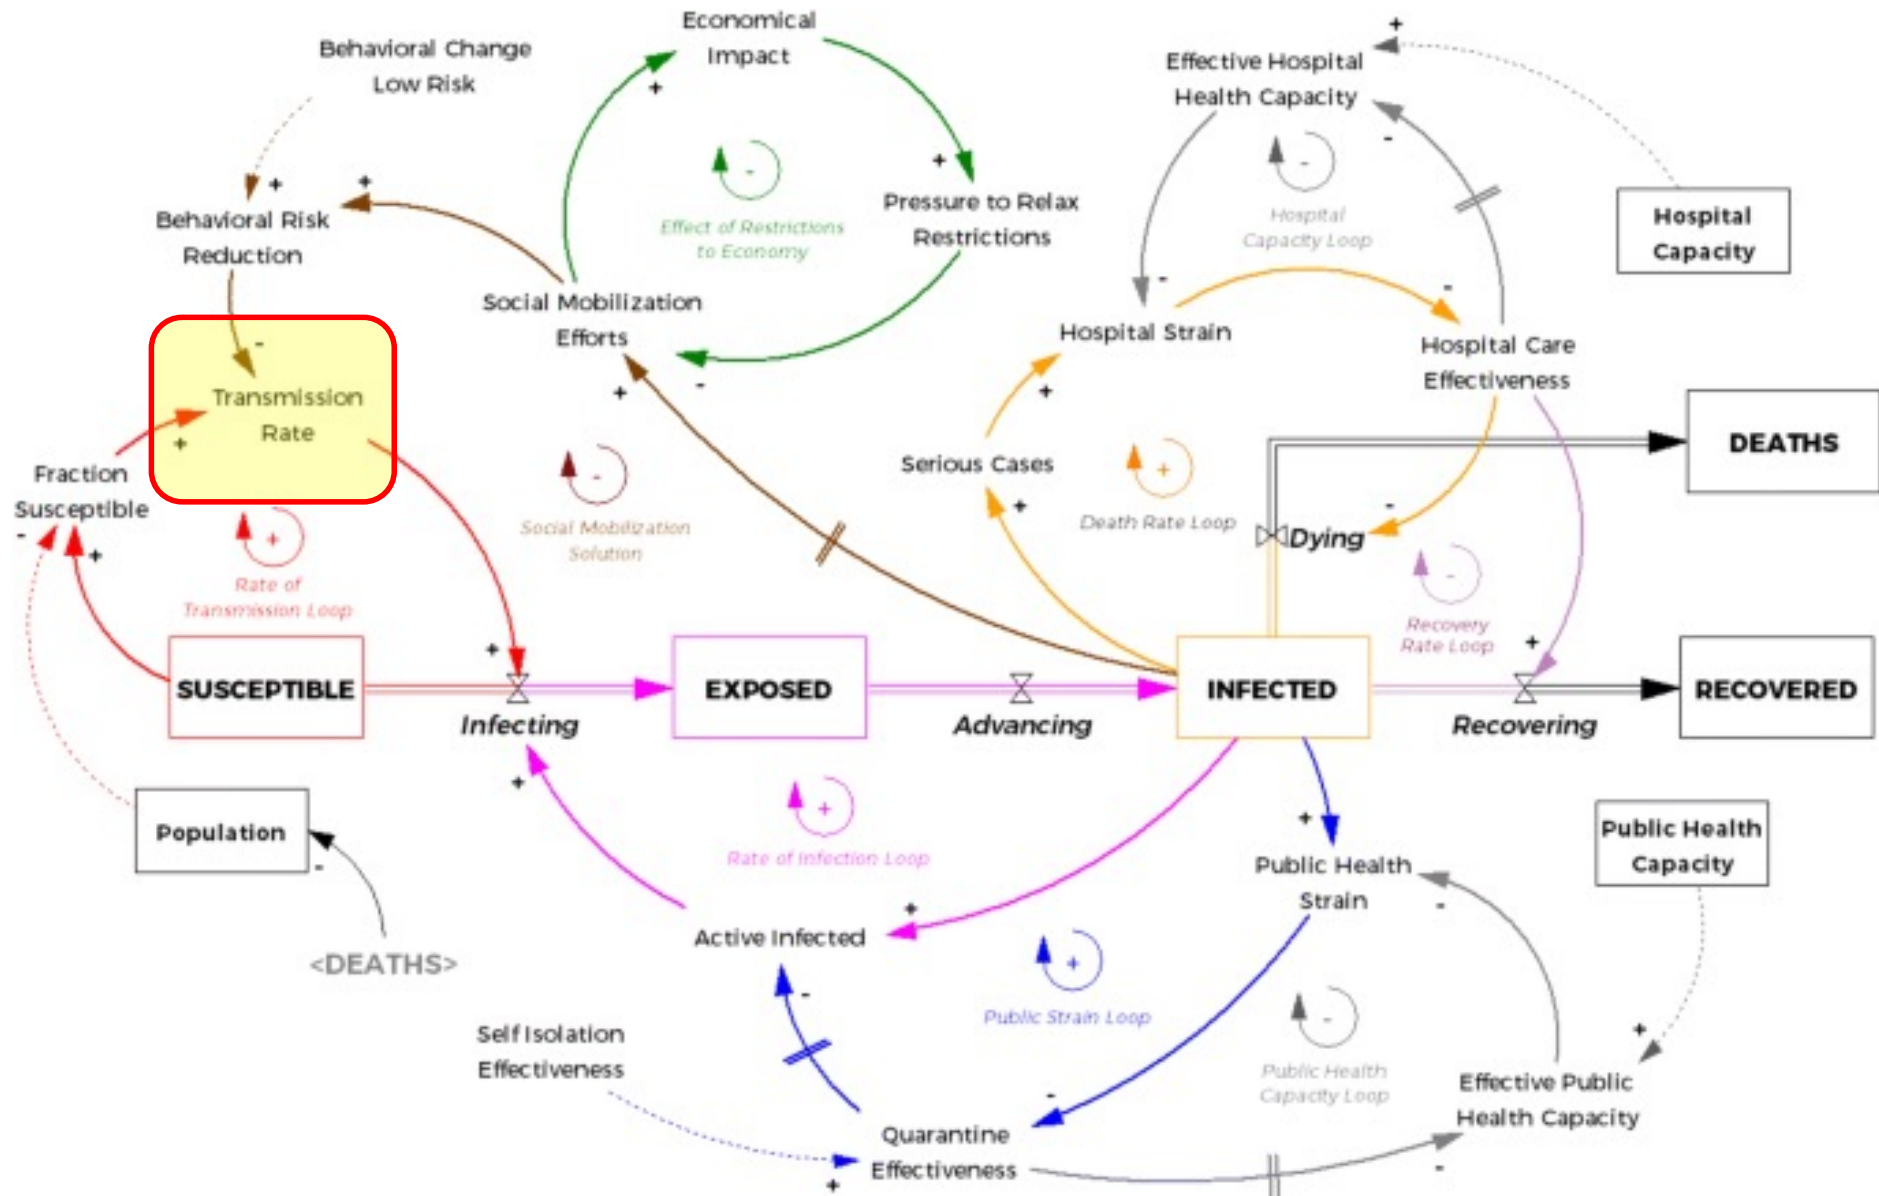 Economical
Impact
Behavioral Change
Low Risk
Effective Hospital
Health Capacity
+
+
-
-
-
+
Pressure to Relax
Restrictions
Hospital
Capacity
+
+
Behavioral Risk
Reduction
Effect of Restrictions
to Economy
Hospital
Capacity Loop
-
-
Social Mobilization
Efforts
Hospital Strain
Hospital Care
Effectiveness
-
-
+
+
Transmission
Rate
+
DEATHS
Serious Cases
+
-
+
Fraction
Susceptible
-
+
+
-
Social Mobilization
Solution
Death Rate Loop
Dying
+
-
Rate of
Transmission Loop
Recovery
Rate Loop
+
+
SUSCEPTIBLE
EXPOSED
INFECTED
RECOVERED
Infecting
Advancing
Recovering
+
+
+
Population
-
Rate of Infection Loop
Public Health
Capacity
Public Health
Strain
-
+
Active Infected
<DEATHS>
+
-
Public Strain Loop
-
Self Isolation
Effectiveness
+
Public Health
Capacity Loop
Effective Public
Health Capacity
-
Quarantine
Effectiveness
+
-